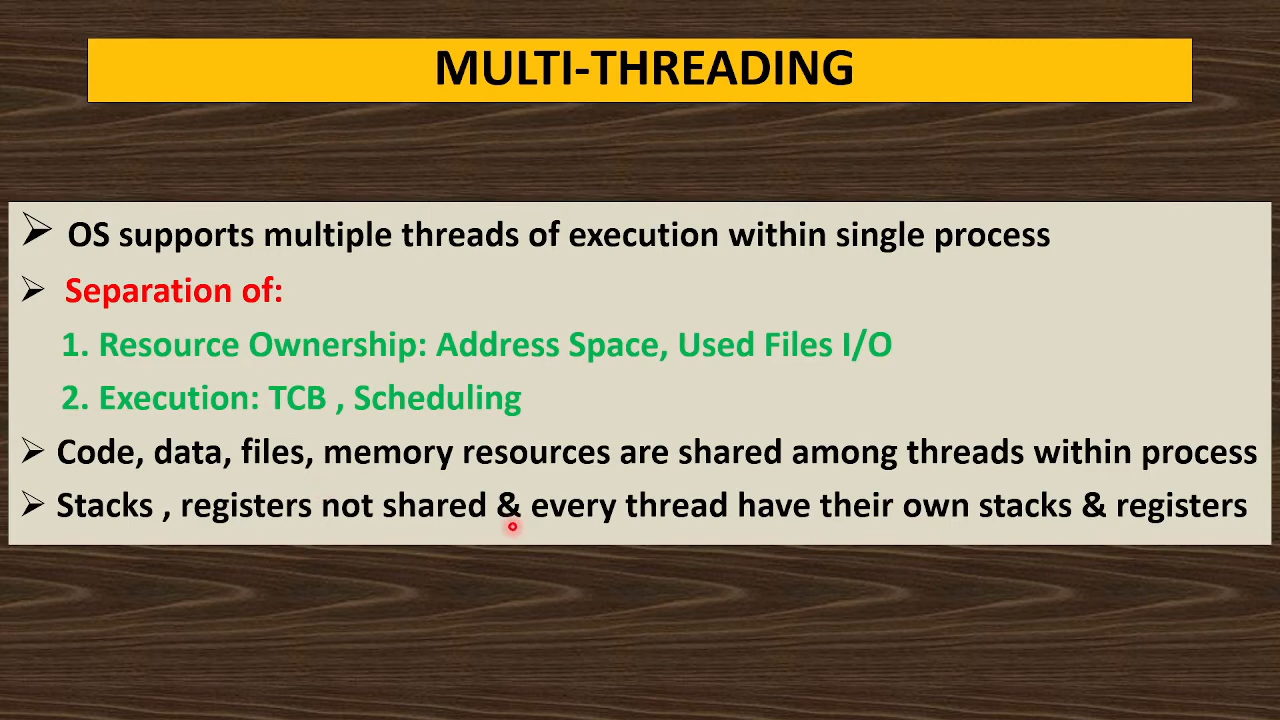 MULTI-THREADING
OS supports multiple threads of execution within single process
Separation of:
1. Resource Ownership: Address Space, Used Files I/O
2. Execution: TCB , Scheduling
Code, data, files, memory resources are shared among threads within process
Stacks , registers not shared & every thread have their own stacks & registers